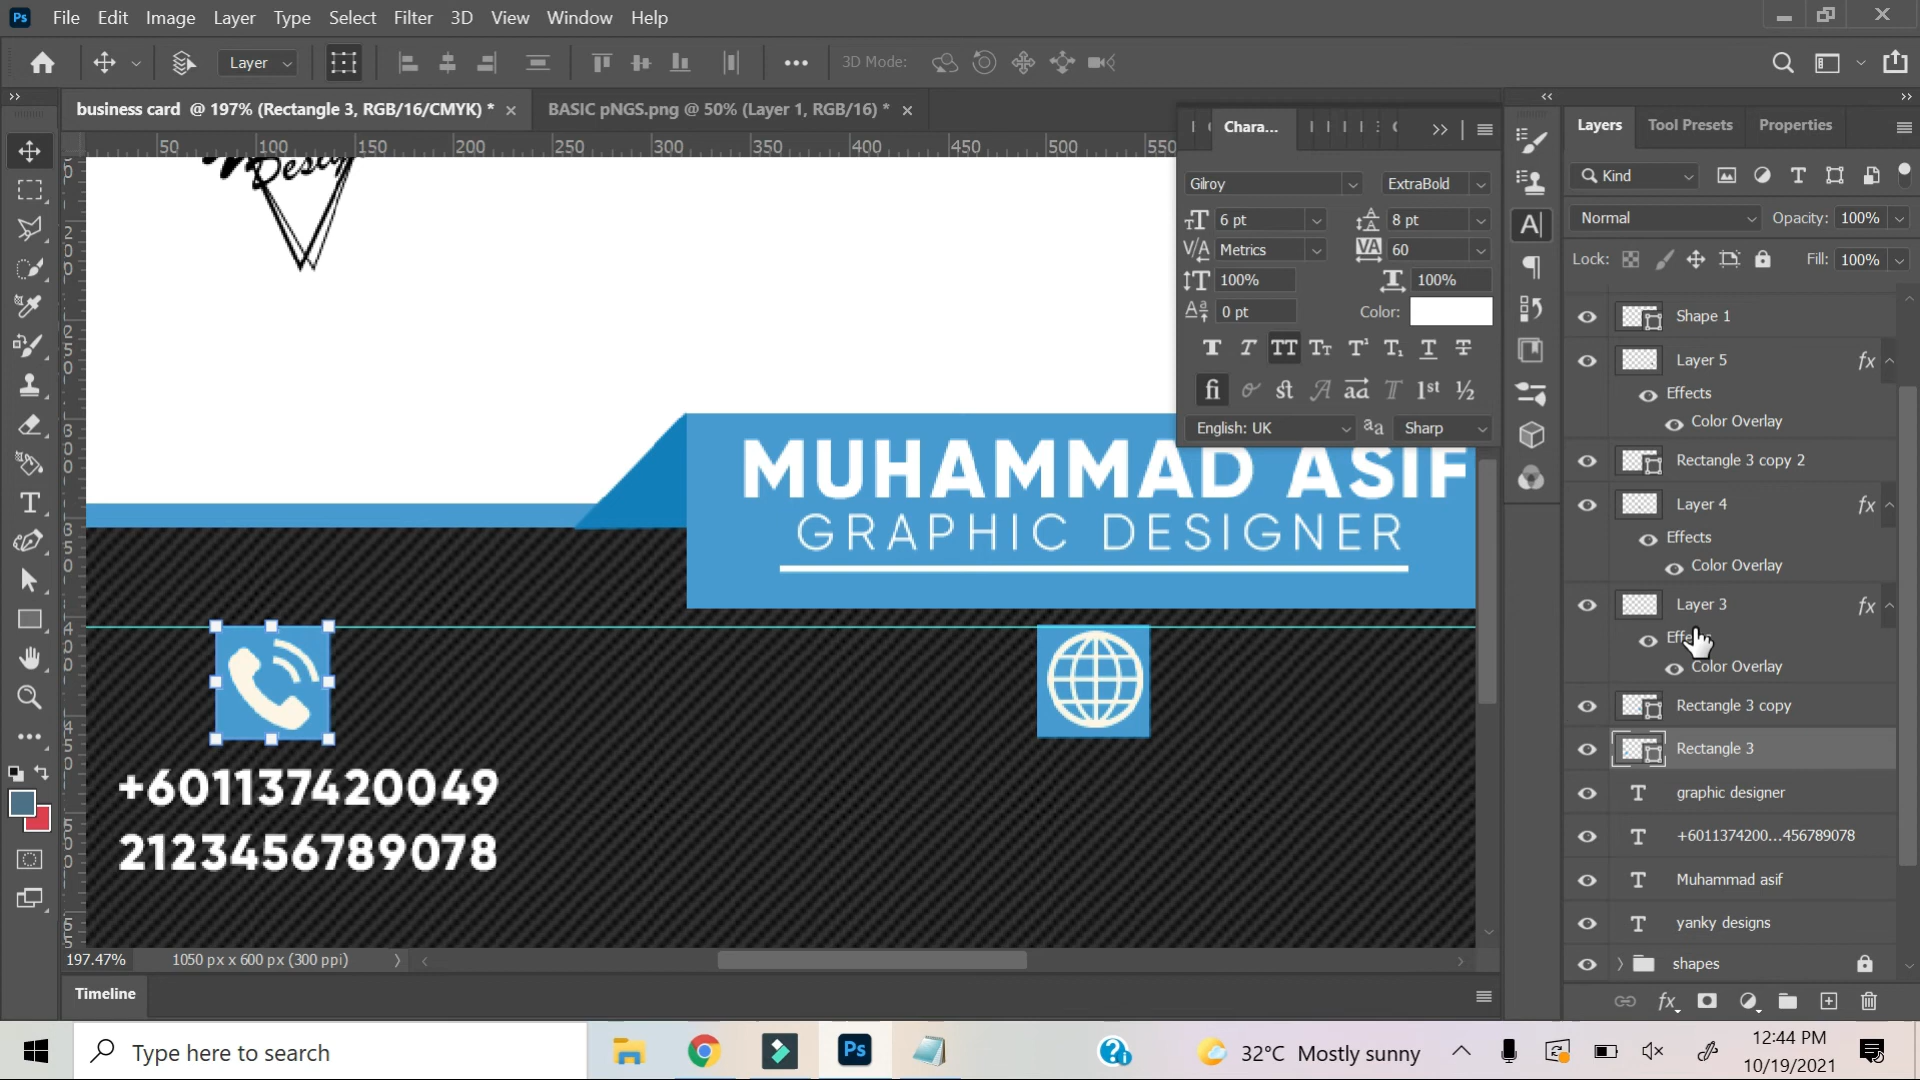 Ps File Edit Image Layer Type Select Filter 3D View Window Help
Layer 3D Mode:
business card @ 197% (Rectangle 3, RGB/16/CMYK) *
BASIC pNGS.png @ 50% (Layer 1, RGB/16) *
50 100 150 200 250 300 350 400 450 500 550
Desig
MUHAMMAD ASIF
GRAPHIC DESIGNER
+601137420049
2123456789078
Chara...
Gilroy ExtraBold
6 pt 8 pt
Metrics 60
100% 100%
0 pt Color:
English: UK Sharp
Layers Tool Presets Properties
Kind
Normal Opacity: 100%
Lock: Fill: 100%
Shape 1
Layer 5 fx
Effects
Color Overlay
Rectangle 3 copy 2
Layer 4 fx
Effects
Color Overlay
Layer 3 fx
Color Overlay
Rectangle 3 copy
Rectangle 3
graphic designer
+6011374200...456789078
Muhammad asif
yanky designs
shapes
197.47% 1050 px x 600 px (300 ppi)
Timeline
Type here to search
Ps
32°C Mostly sunny
12:44 PM
10/19/2021